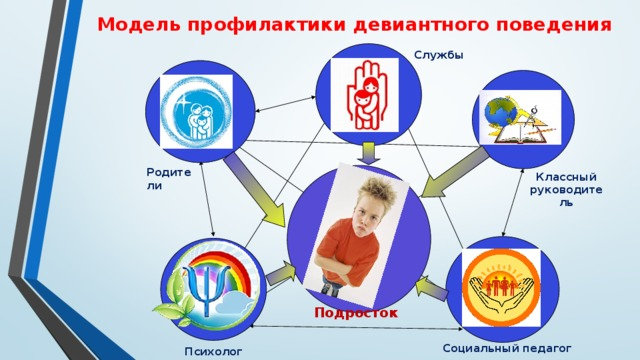 Модель профилактики девиантного поведения
Службы
Родите
ли
Классный
руководите
ль
Подросток
Психолог
Социальный педагог